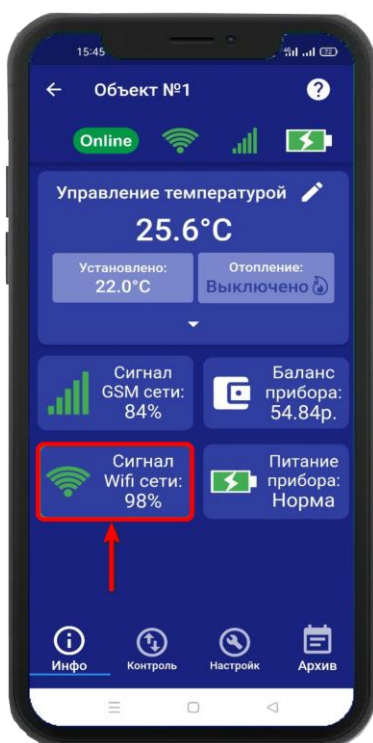 15:45
72
Объект №1
?
Online
Управление температурой
25.6°C
Установлено:
22.0°C
Отопление:
Выключено
Сигнал
GSM сети:
84%
Баланс
прибора:
54.84р.
Сигнал
Wifi сети:
98%
Питание
прибора:
Норма
Инфо
Контроль
Настройк
Архив